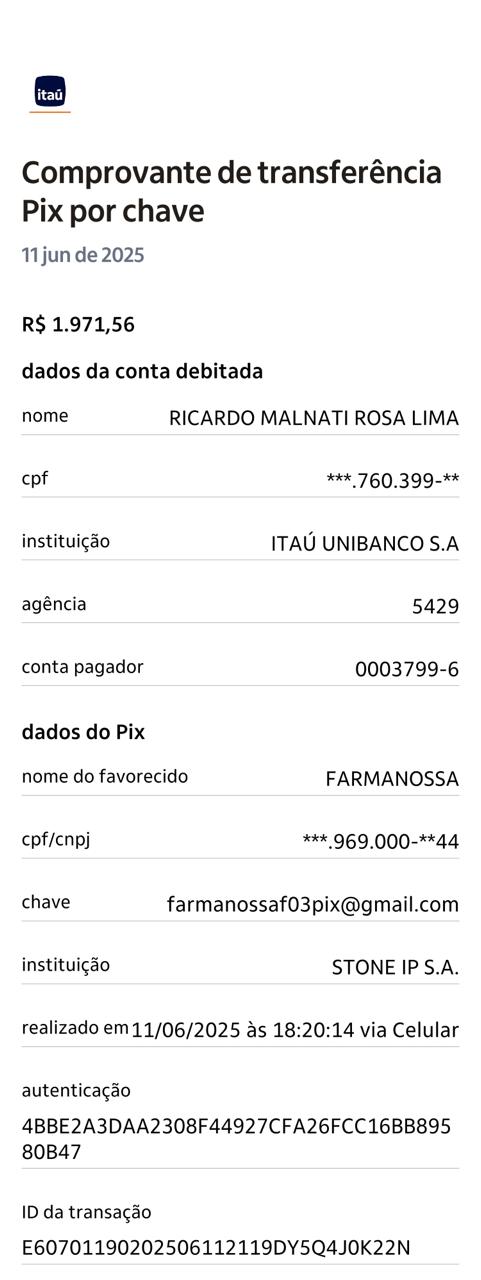 itaú
Comprovante de transferência
Pix por chave
11 jun de 2025
R$ 1.971,56
dados da conta debitada
nome RICARDO MALNATI ROSA LIMA
cpf ***.760.399-**
instituição ITAÚ UNIBANCO S.A
agência 5429
conta pagador 0003799-6
dados do Pix
nome do favorecido FARMANOSSA
cpf/cnpj ***.969.000-**44
chave farmanossaf03pix@gmail.com
instituição STONE IP S.A.
realizado em 11/06/2025 às 18:20:14 via Celular
autenticação
4BBE2A3DAA2308F44927CFA26FCC16BB895
80B47
ID da transação
E60701190202506112119DY5Q4J0K22N